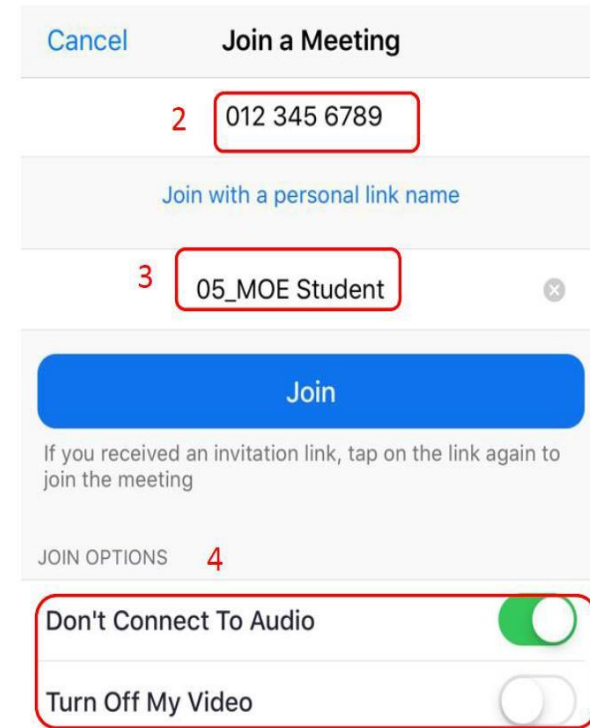 Cancel Join a Meeting
2 012 345 6789
Join with a personal link name
3 05_MOE Student
Join
If you received an invitation link, tap on the link again to
join the meeting
JOIN OPTIONS 4
Don't Connect To Audio
Turn Off My Video